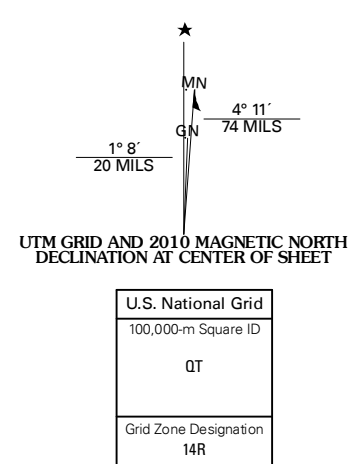 MN
4° 11´
74 MILS
GN
1° 8´
20 MILS
UTM GRID AND 2010 MAGNETIC NORTH
DECLINATION AT CENTER OF SHEET
U.S. National Grid
100,000-m Square ID
QT
Grid Zone Designation
14R